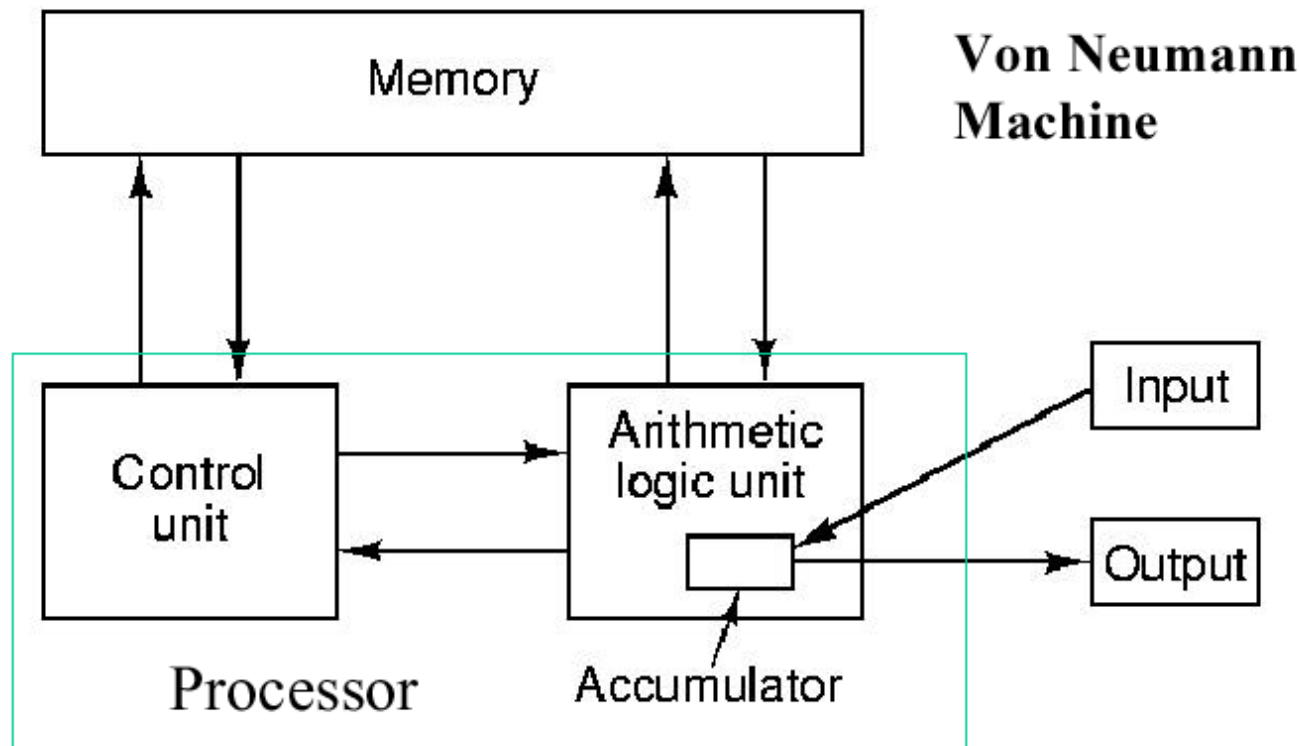 Memory
Von Neumann
Machine
Control
unit
Arithmetic
logic unit
Input
Output
Accumulator
Processor